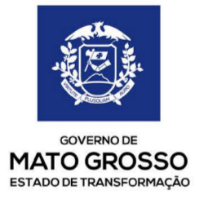 GOVERNO DE
MATO GROSSO
ESTADO DE TRANSFORMAÇÃO